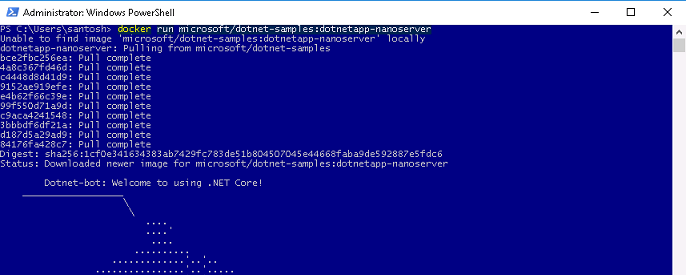 Administrator: Windows PowerShell
PS C:\Users\santosh> docker run microsoft/dotnet-samples:dotnetapp-nanoserver
Unable to find image 'microsoft/dotnet-samples:dotnetapp-nanoserver' locally
dotnetapp-nanoserver: Pulling from microsoft/dotnet-samples
bce2fbc256ea: Pull complete
4a8c367fd46d: Pull complete
c4448d8d41d9: Pull complete
9152ae919efe: Pull complete
e4b62f66c39e: Pull complete
99f550d71a9d: Pull complete
c9aca4241548: Pull complete
3bbbdf6df21a: Pull complete
d187d5a29ad9: Pull complete
84176fa428c7: Pull complete
Digest: sha256:1cf0e341634383ab7429fc783de51b804507045e44668faba9de592887e5fdc6
Status: Downloaded newer image for microsoft/dotnet-samples:dotnetapp-nanoserver
Dotnet-bot: Welcome to using .NET Core!